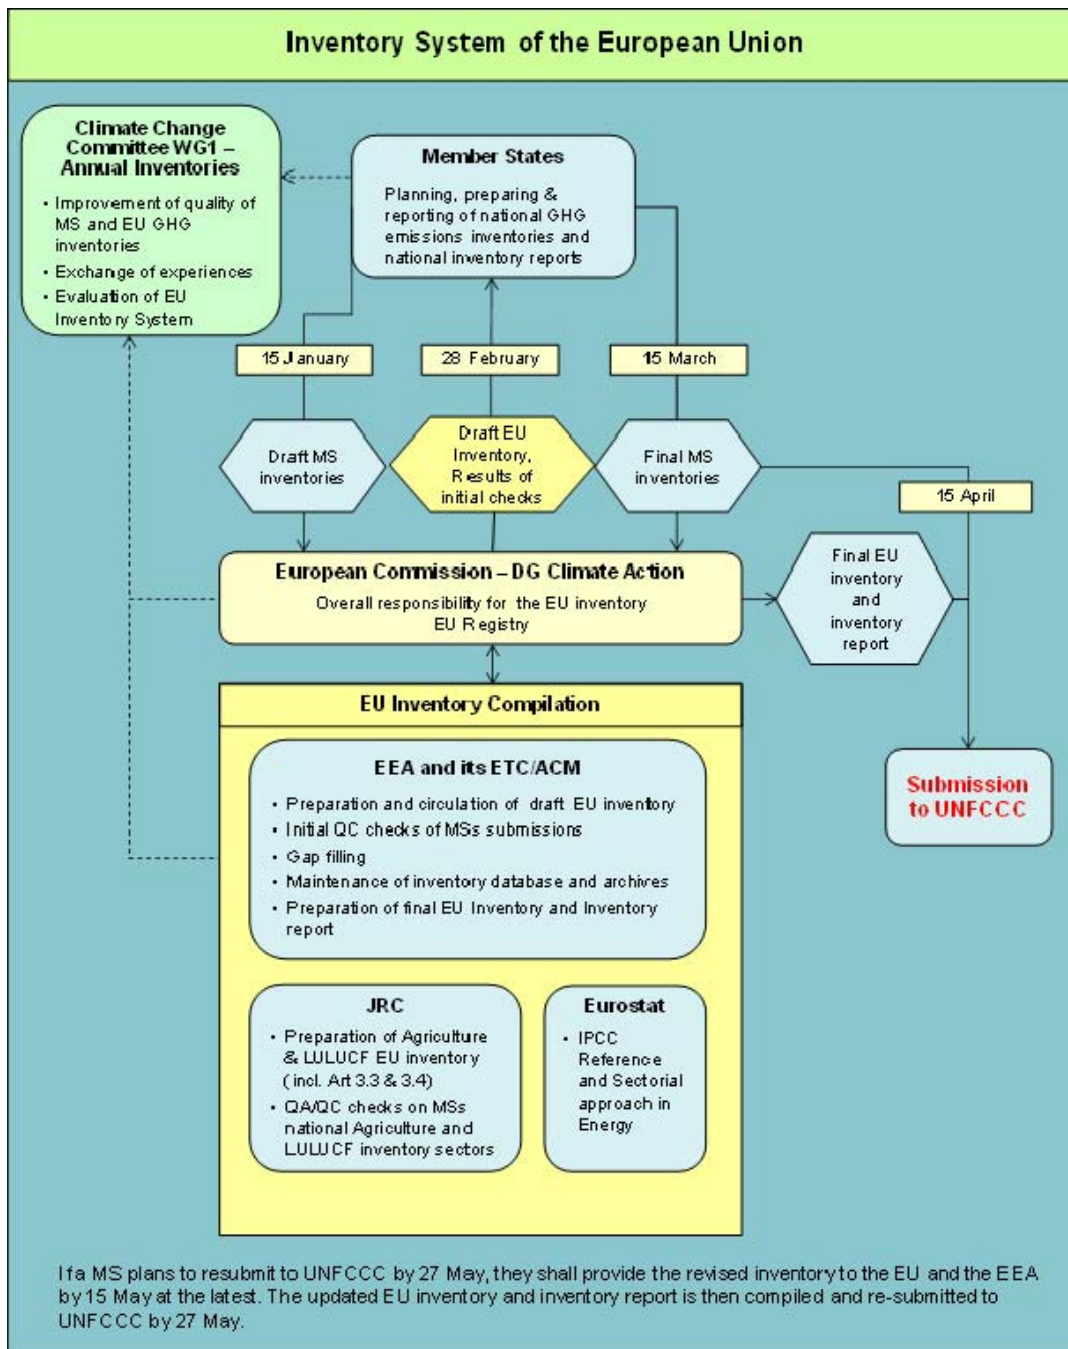 Inventory System of the European Union
Climate Change
Committee WG1 –
Annual Inventories
• Improvement of quality of
MS and EU GHG
inventories
• Exchange of experiences
• Evaluation of EU
Inventory System
Member States
Planning, preparing &
reporting of national GHG
emissions inventories and
national inventory reports
15 January
28 February
15 March
Draft MS
inventories
Draft EU
Inventory,
Results of
initial checks
Final MS
inventories
15 April
European Commission – DG Climate Action
Overall responsibility for the EU inventory
EU Registry
Final EU
inventory
and
inventory
report
EU Inventory Compilation
EEA and its ETC/ACM
• Preparation and circulation of draft EU inventory
• Initial QC checks of MSs submissions
• Gap filling
• Maintenance of inventory database and archives
• Preparation of final EU Inventory and Inventory
report
Submission
to UNFCCC
JRC
• Preparation of Agriculture
& LULUCF EU inventory
(incl. Art 3.3 & 3.4)
• QA/QC checks on MSs
national Agriculture and
LULUCF inventory sectors
Eurostat
• IPCC
Reference
and Sectorial
approach in
Energy
If a MS plans to resubmit to UNFCCC by 27 May, they shall provide the revised inventory to the EU and the EEA
by 15 May at the latest. The updated EU inventory and inventory report is then compiled and re-submitted to
UNFCCC by 27 May.